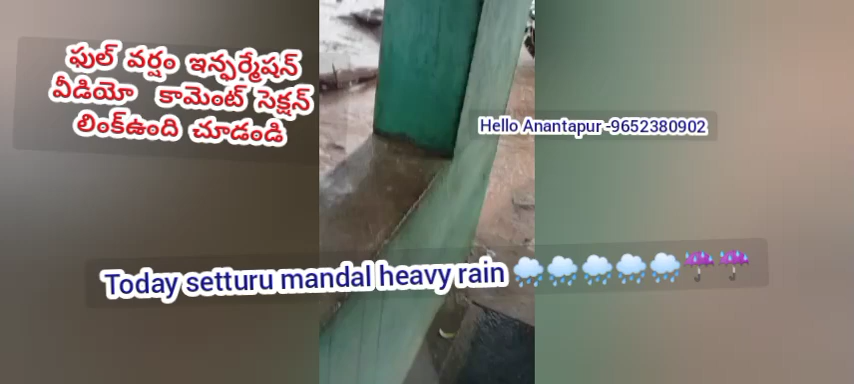 ఫుల్ వర్షం ఇన్ఫర్మేషన్
వీడియో కామెంట్ సెక్షన్
లింక్ఉంది చూడండి
Hello Anantapur -9652380902
Today setturu mandal heavy rain 🌧🌧🌧🌧🌧☔☔